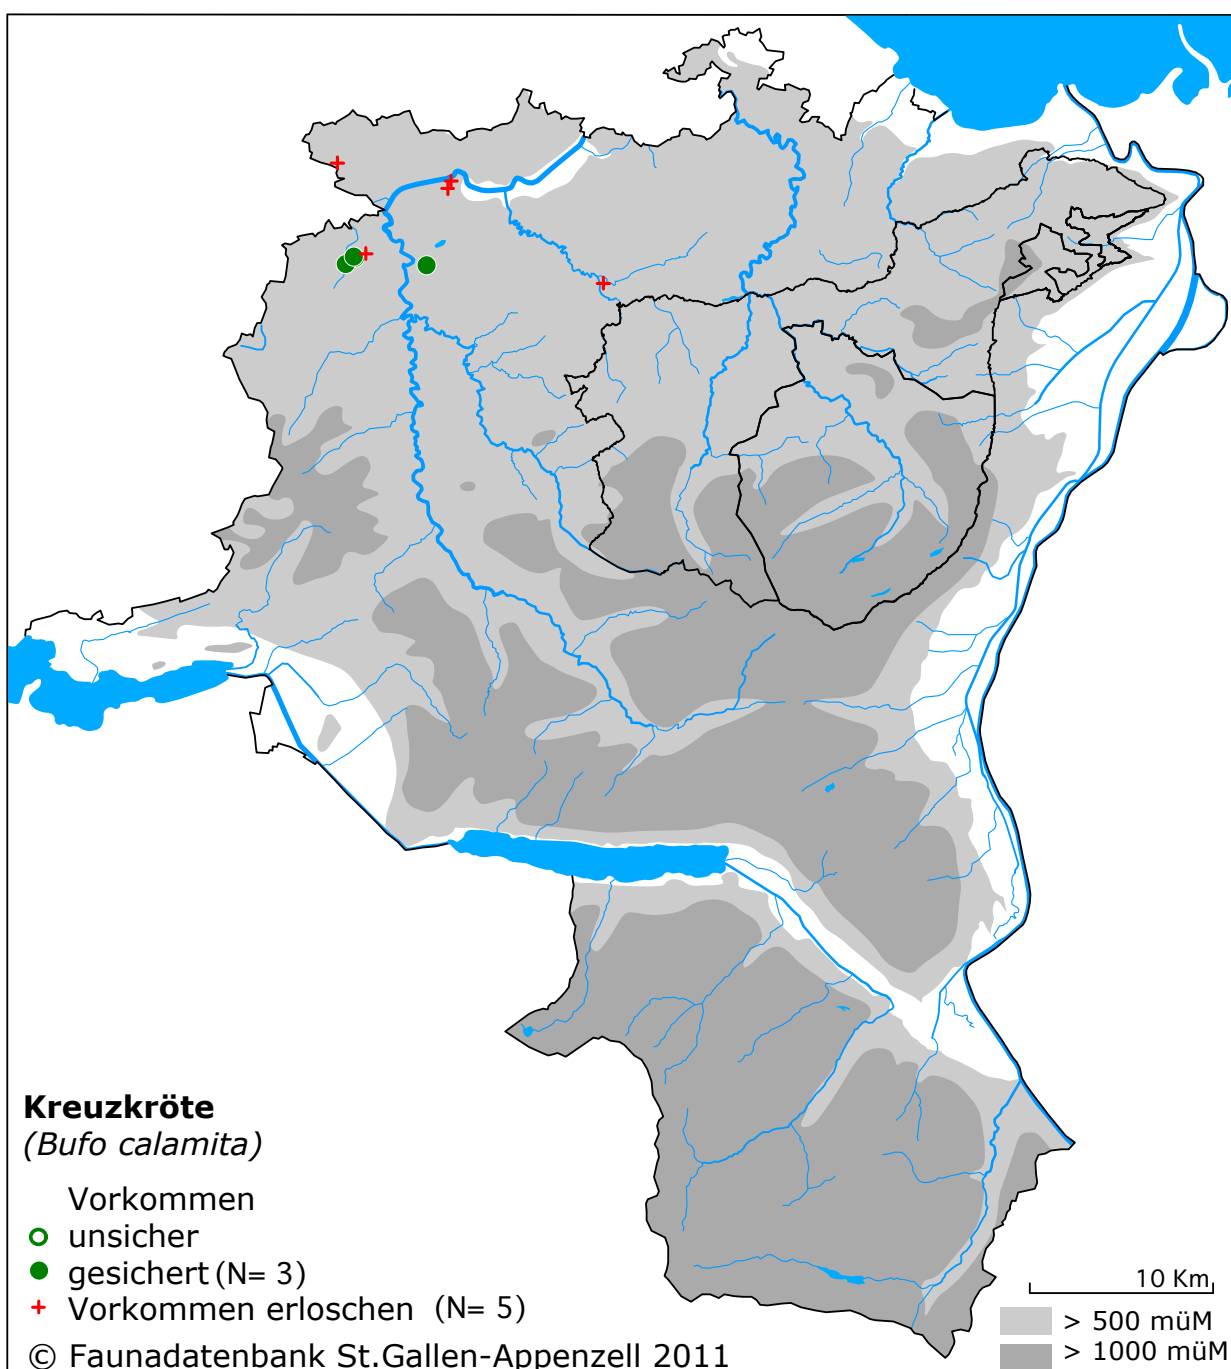 Kreuzkröte
(Bufo calamita)
Vorkommen
unsicher
gesichert (N= 3)
Vorkommen erloschen (N= 5)
© Faunadatenbank St.Gallen-Appenzell 2011
10 Km
> 500 müM
> 1000 müM